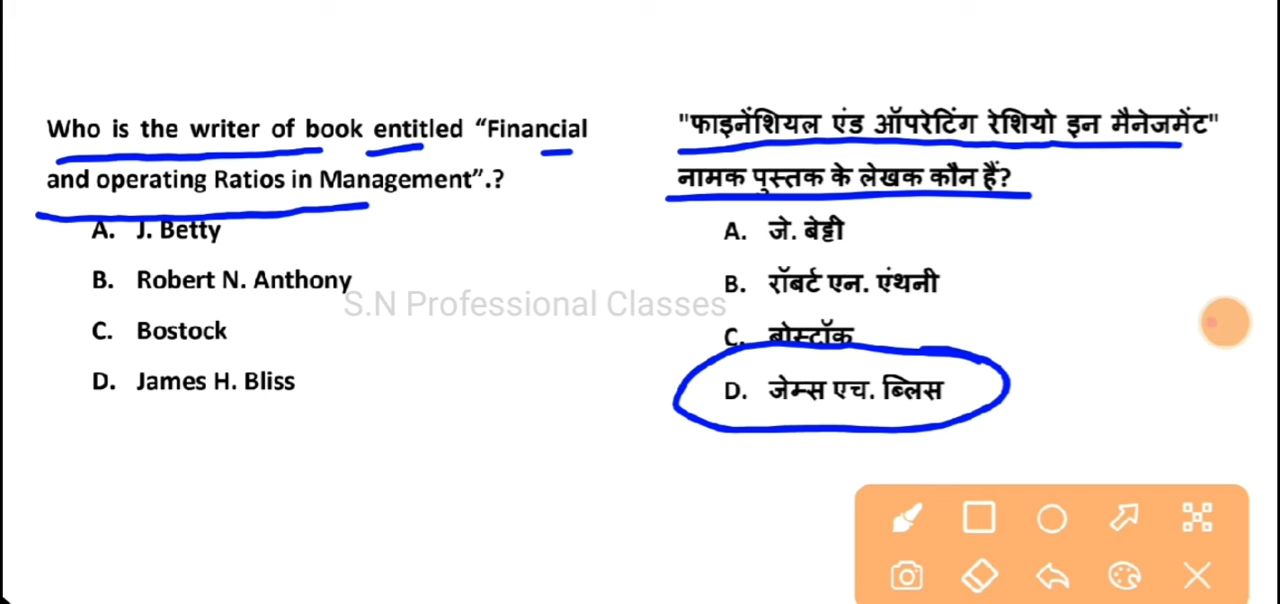 Who is the writer of book entitled “Financial
and operating Ratios in Management”.?
A. J. Betty
B. Robert N. Anthony
C. Bostock
D. James H. Bliss
"फाइनेंशियल एंड ऑपरेटिंग रेशियो इन मैनेजमेंट"
नामक पुस्तक के लेखक कौन हैं?
A. जे. बेट्टी
B. रॉबर्ट एन. एंथनी
C. बोस्टॉक
D. जेम्स एच. ब्लिस
S.N Professional Classes